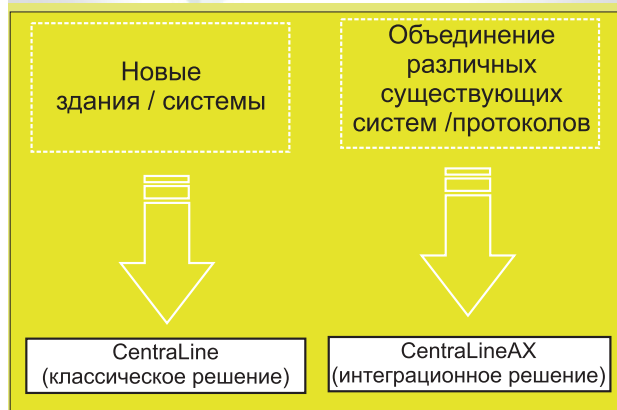 Новые
здания / системы
Объединение
различных
существующих
систем /протоколов
CentraLine
(классическое решение)
CentraLineAX
(интеграционное решение)